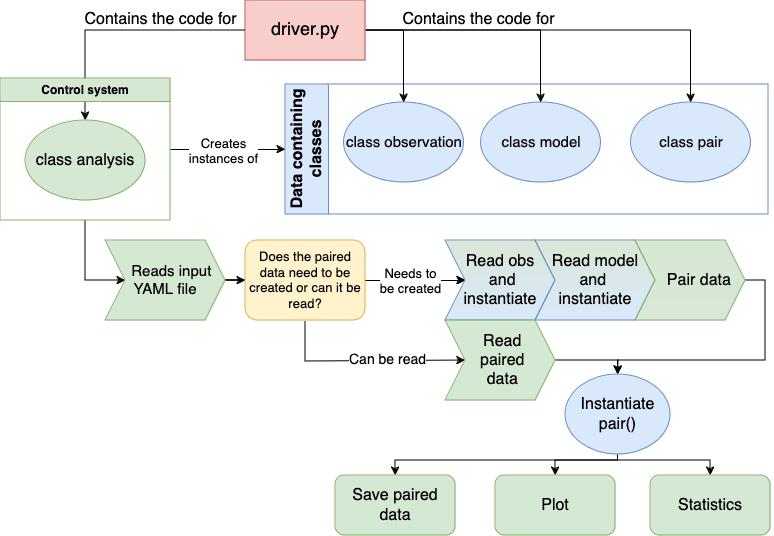 Contains the code for
driver.py
Contains the code for
Control system
class analysis
Creates
instances of
Data containing
classes
class observation
class model
class pair
Reads input
YAML file
Does the paired
data need to be
created or can it be
read?
Needs to
be created
Read obs
and
instantiate
Read model
and
instantiate
Pair data
Can be read
Read
paired
data
Instantiate
pair()
Save paired
data
Plot
Statistics